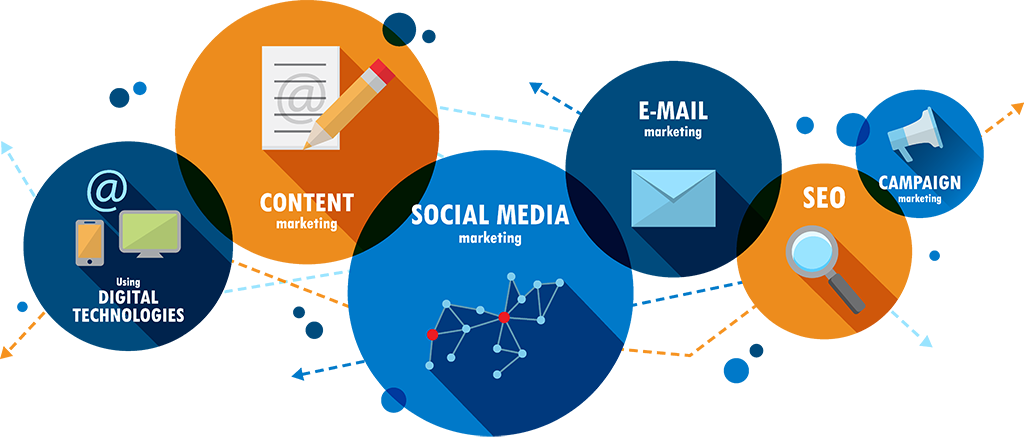 @
Using
DIGITAL
TECHNOLOGIES
@
CONTENT
marketing
SOCIAL MEDIA
marketing
E-MAIL
marketing
SEO
CAMPAIGN
marketing